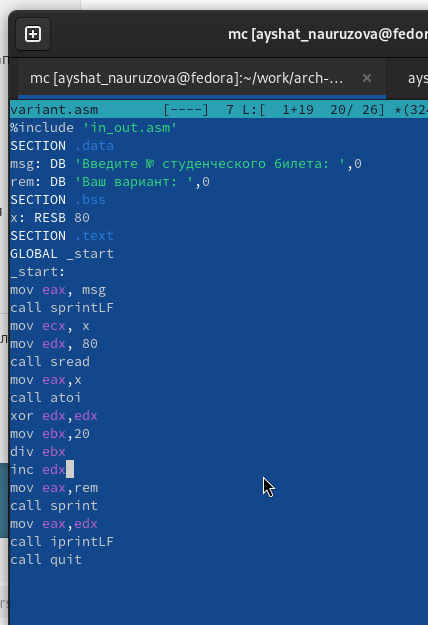 mc [ayshat_nauruzova@fedor
mc [ayshat_nauruzova@fedora]:~/work/arch-... × ays
variant.asm [----] 7 L:[ 1+19 20/ 26] *(324
%include 'in_out.asm'
SECTION .data
msg: DB 'Введите № студенческого билета: ',0
rem: DB 'Ваш вариант: ',0
SECTION .bss
x: RESB 80
SECTION .text
GLOBAL _start
_start:
mov eax, msg
call sprintLF
mov ecx, x
mov edx, 80
call sread
mov eax,x
call atoi
xor edx,edx
mov ebx,20
div ebx
inc edx
mov eax,rem
call sprint
mov eax,edx
call iprintLF
call quit